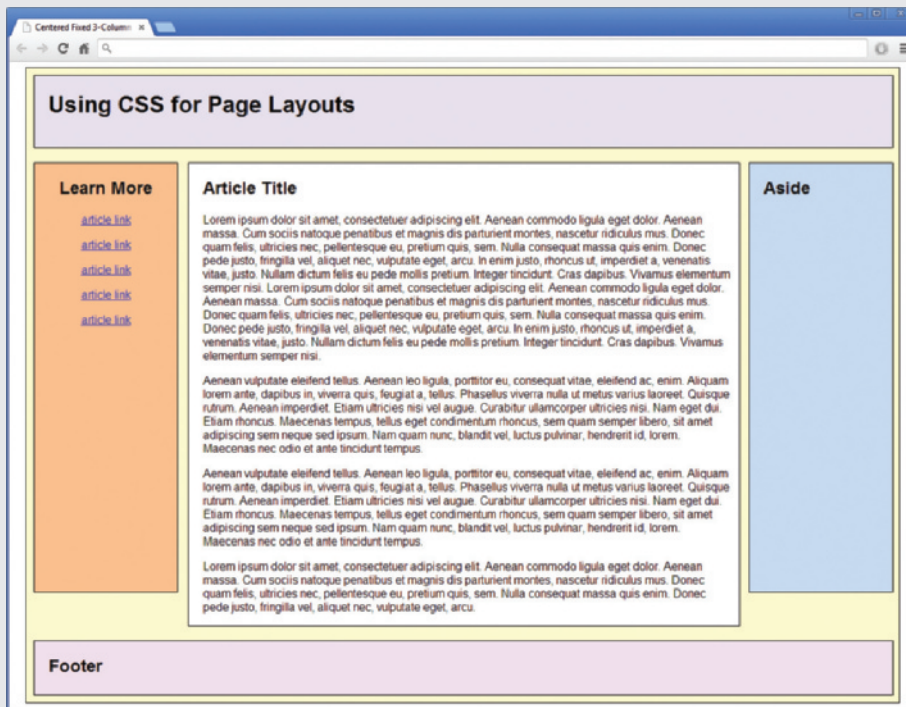 Centered Fixed 3-Column
Using CSS for Page Layouts
Learn More
article link
article link
article link
article link
article link
Article Title
Lorem ipsum dolor sit amet, consectetuer adipiscing elit. Aenean commodo ligula eget dolor. Aenean
massa. Cum sociis natoque penatibus et magnis dis parturient montes, nascetur ridiculus mus. Donec
quam felis, ultricies nec, pellentesque eu, pretium quis, sem. Nulla consequat massa quis enim. Donec
pede justo, fringilla vel, aliquet nec, vulputate eget, arcu. In enim justo, rhoncus ut, imperdiet a, venenatis
vitae, justo. Nullam dictum felis eu pede mollis pretium. Integer tincidunt. Cras dapibus. Vivamus elementum
semper nisi. Lorem ipsum dolor sit amet, consectetuer adipiscing elit. Aenean commodo ligula eget dolor.
Aenean massa. Cum sociis natoque penatibus et magnis dis parturient montes, nascetur ridiculus mus.
Donec quam felis, ultricies nec, pellentesque eu, pretium quis, sem. Nulla consequat massa quis enim.
Donec pede justo, fringilla vel, aliquet nec, vulputate eget, arcu. In enim justo, rhoncus ut, imperdiet a,
venenatis vitae, justo. Nullam dictum felis eu pede mollis pretium. Integer tincidunt. Cras dapibus. Vivamus
elementum semper nisi.
Aenean vulputate eleifend tellus. Aenean leo ligula, porttitor eu, consequat vitae, eleifend ac, enim. Aliquam
lorem ante, dapibus in, viverra quis, feugiat a, tellus. Phasellus viverra nulla ut metus varius laoreet. Quisque
rutrum. Aenean imperdiet. Etiam ultricies nisi vel augue. Curabitur ullamcorper ultricies nisi. Nam eget dui.
Etiam rhoncus. Maecenas tempus, tellus eget condimentum rhoncus, sem quam semper libero, sit amet
adipiscing sem neque sed ipsum. Nam quam nunc, blandit vel, luctus pulvinar, hendrerit id, lorem.
Maecenas nec odio et ante tincidunt tempus.
Aenean vulputate eleifend tellus. Aenean leo ligula, porttitor eu, consequat vitae, eleifend ac, enim. Aliquam
lorem ante, dapibus in, viverra quis, feugiat a, tellus. Phasellus viverra nulla ut metus varius laoreet. Quisque
rutrum. Aenean imperdiet. Etiam ultricies nisi vel augue. Curabitur ullamcorper ultricies nisi. Nam eget dui.
Etiam rhoncus. Maecenas tempus, tellus eget condimentum rhoncus, sem quam semper libero, sit amet
adipiscing sem neque sed ipsum. Nam quam nunc, blandit vel, luctus pulvinar, hendrerit id, lorem.
Maecenas nec odio et ante tincidunt tempus.
Lorem ipsum dolor sit amet, consectetuer adipiscing elit. Aenean commodo ligula eget dolor. Aenean
massa. Cum sociis natoque penatibus et magnis dis parturient montes, nascetur ridiculus mus. Donec
quam felis, ultricies nec, pellentesque eu, pretium quis, sem. Nulla consequat massa quis enim. Donec
pede justo, fringilla vel, aliquet nec, vulputate eget, arcu.
Aside
Footer